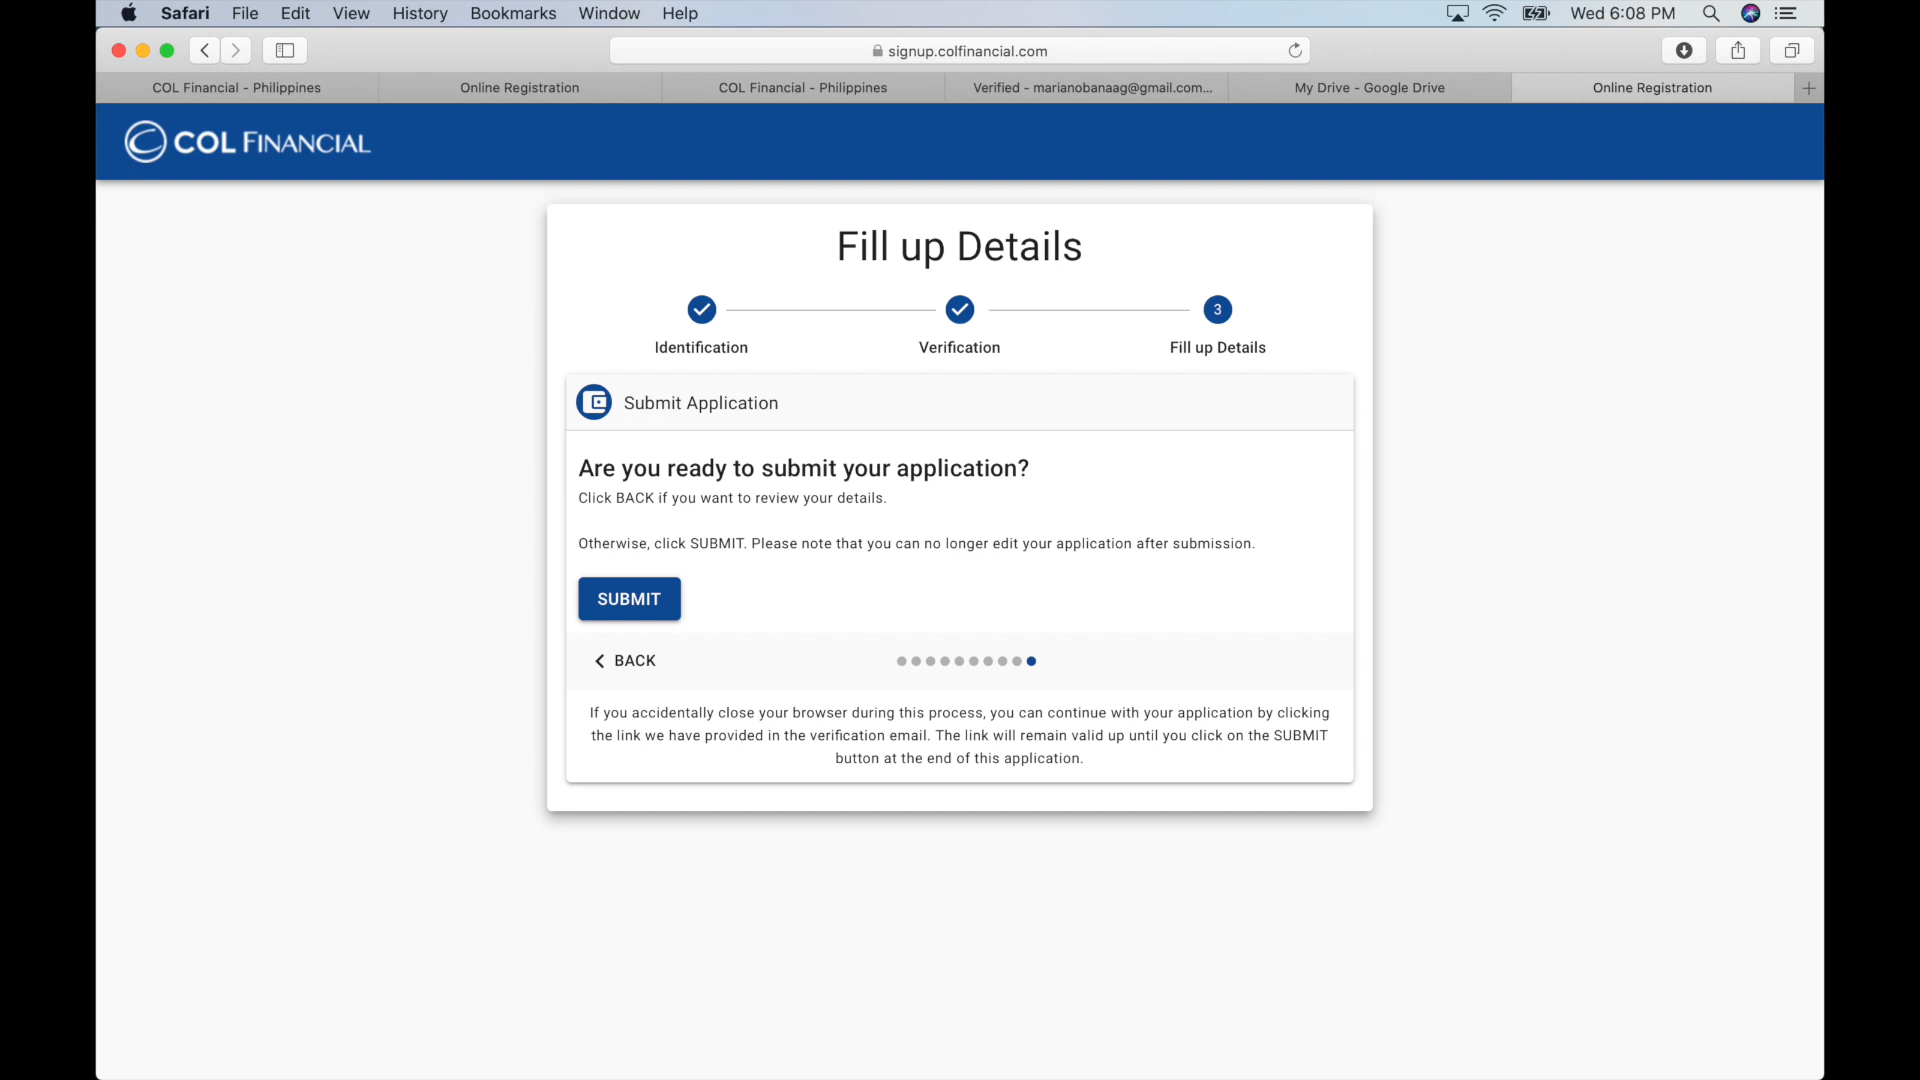 Safari File Edit View History Bookmarks Window Help Wed 6:08 PM
signup.colfinancial.com
COL Financial - Philippines Online Registration COL Financial - Philippines Verified - marianobanaag@gmail.com... My Drive - Google Drive Online Registration
COL FINANCIAL
Fill up Details
3
Identification Verification Fill up Details
Submit Application
Are you ready to submit your application?
Click BACK if you want to review your details.
Otherwise, click SUBMIT. Please note that you can no longer edit your application after submission.
SUBMIT
BACK
If you accidentally close your browser during this process, you can continue with your application by clicking
the link we have provided in the verification email. The link will remain valid up until you click on the SUBMIT
button at the end of this application.